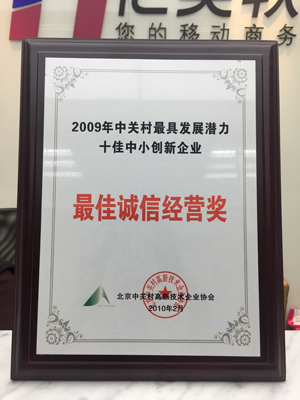 您的移动商务
2009年中关村最具发展潜力
十佳中小创新企业
最佳诚信经营奖
北京中关村高新技术企业协会
2010年2月